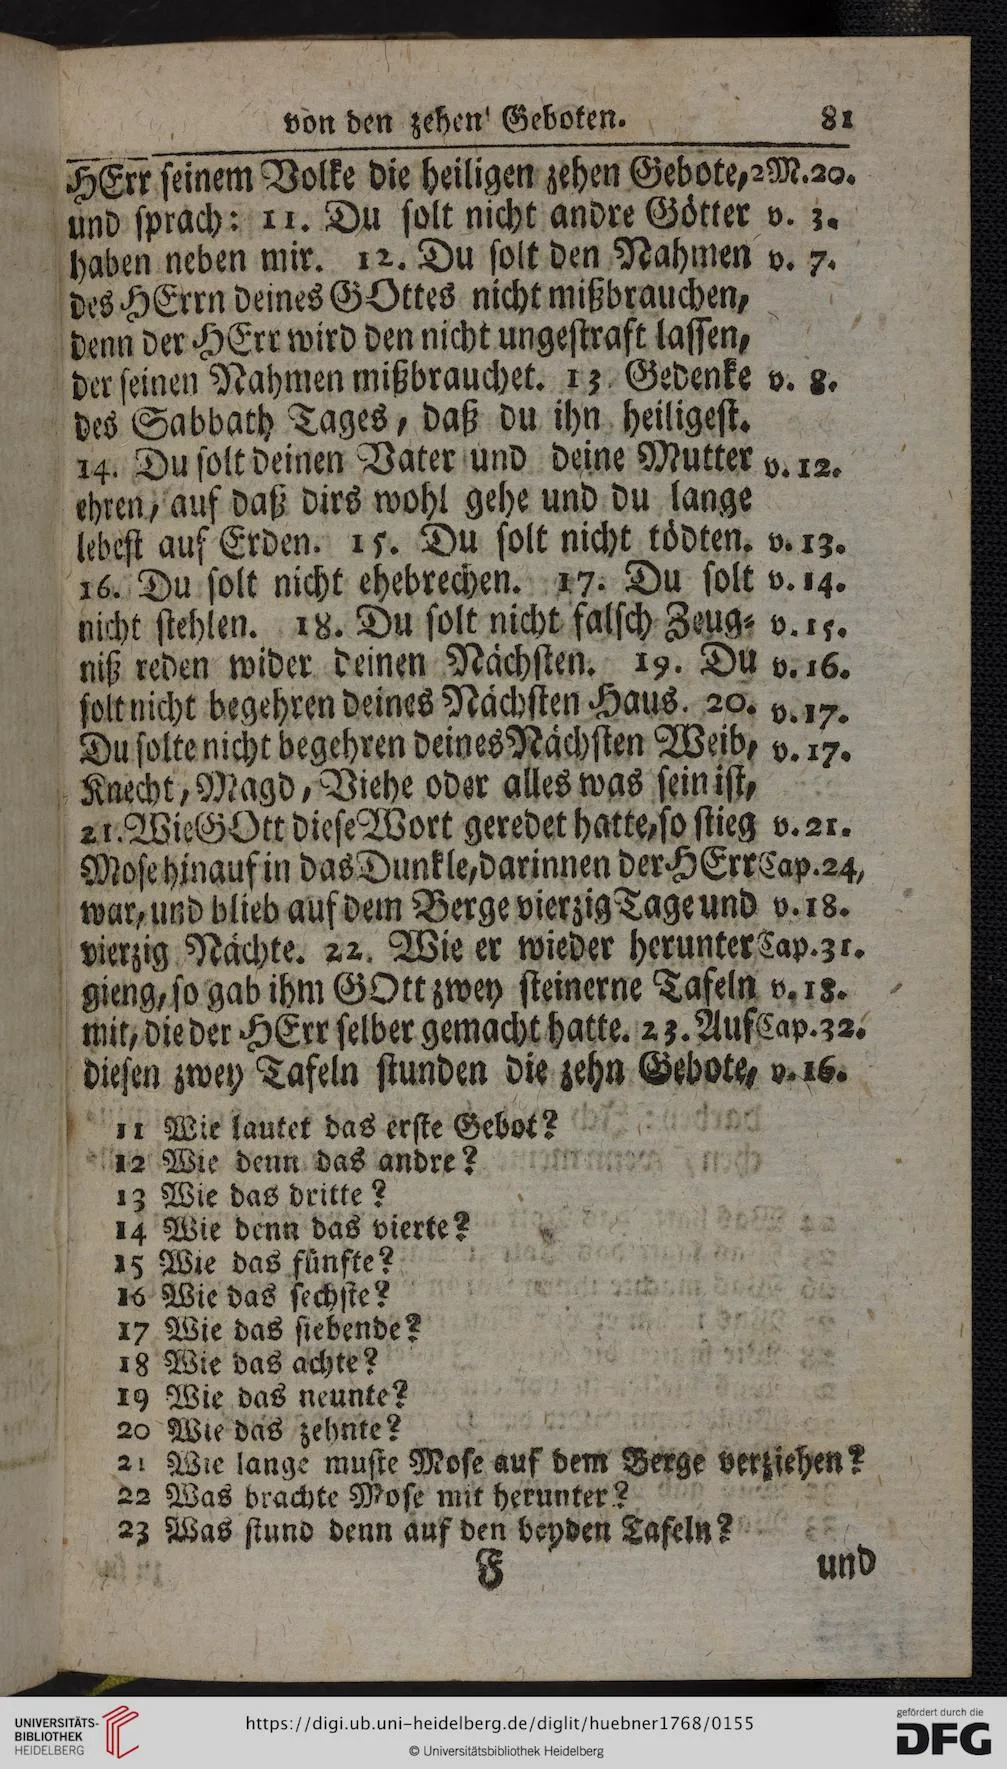 von den zehen Geboten. 81
HErr seinem Volke die heiligen zehen Gebote, 2 M. 20.
und sprach: 11. Du solt nicht andre Götter v. 3.
haben neben mir. 12. Du solt den Nahmen v. 7.
des HErrn deines GOttes nicht mißbrauchen,
denn der HErr wird den nicht ungestraft lassen,
der seinen Nahmen mißbrauchet. 13. Gedenke v. 8.
des Sabbath Tages, daß du ihn heiligest.
14. Du solt deinen Vater und deine Mutter v. 12.
ehren, auf daß dirs wohl gehe und du lange
lebest auf Erden. 15. Du solt nicht tödten. v. 13.
16. Du solt nicht ehebrechen. 17. Du solt v. 14.
nicht stehlen. 18. Du solt nicht falsch Zeug- v. 15.
niß reden wider deinen Nächsten. 19. Du v. 16.
solt nicht begehren deines Nächsten Haus. 20. v. 17.
Du solte nicht begehren deines Nächsten Weib, v. 17.
Knecht, Magd, Viehe oder alles was sein ist,
21. Wie GOtt diese Wort geredet hatte, so stieg v. 21.
Mose hinauf in das Dunkle, darinnen der HErr Cap. 24,
war, und blieb auf dem Berge vierzig Tage und v. 18.
vierzig Nächte. 22. Wie er wieder herunter Cap. 31.
gieng, so gab ihm GOtt zwey steinerne Tafeln v. 18.
mit, die der HErr selber gemacht hatte. 23. Auf Cap. 32.
diesen zwey Tafeln stunden die zehn Gebote, v. 16.
11 Wie lautet das erste Gebot?
12 Wie denn das andre?
13 Wie das dritte?
14 Wie denn das vierte?
15 Wie das fünfte?
16 Wie das sechste?
17 Wie das siebende?
18 Wie das achte?
19 Wie das neunte?
20 Wie das zehnte?
21 Wie lange muste Mose auf dem Berge verziehen?
22 Was brachte Mose mit herunter?
23 Was stund denn auf den beyden Tafeln?
F und
UNIVERSITÄTS-
BIBLIOTHEK
HEIDELBERG
https://digi.ub.uni-heidelberg.de/diglit/huebner1768/0155
© Universitätsbibliothek Heidelberg
gefördert durch die
DFG